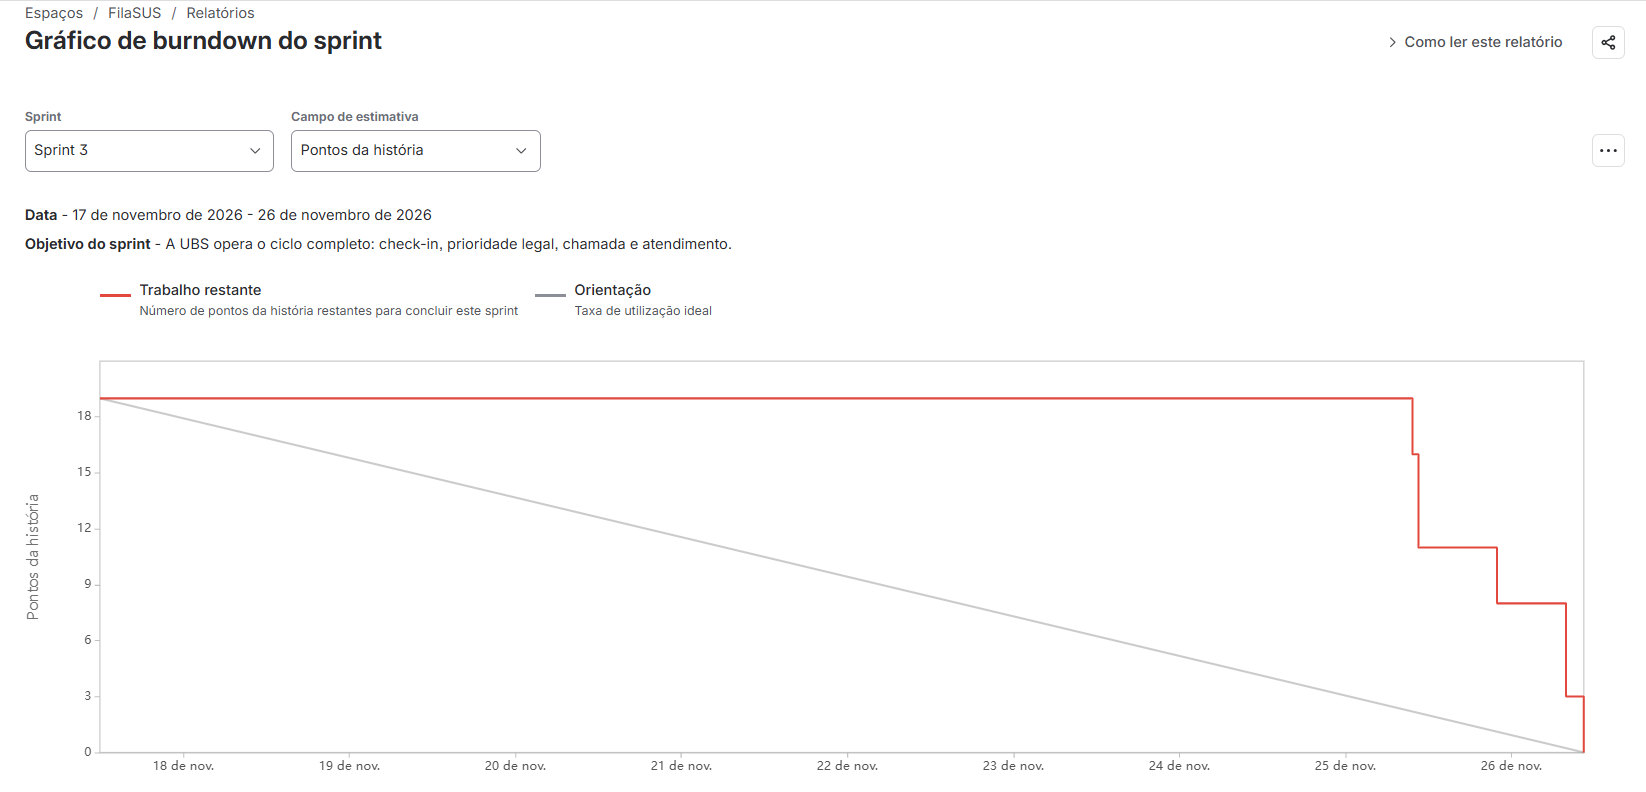 Espaços / FilaSUS / Relatórios
Gráfico de burndown do sprint
Como ler este relatório
Sprint
Campo de estimativa
Sprint 3
Pontos da história
Data - 17 de novembro de 2026 - 26 de novembro de 2026
Objetivo do sprint - A UBS opera o ciclo completo: check-in, prioridade legal, chamada e atendimento.
Trabalho restante
Número de pontos da história restantes para concluir este sprint
Orientação
Taxa de utilização ideal
Pontos da história
18
15
12
9
6
3
0
18 de nov.
19 de nov.
20 de nov.
21 de nov.
22 de nov.
23 de nov.
24 de nov.
25 de nov.
26 de nov.